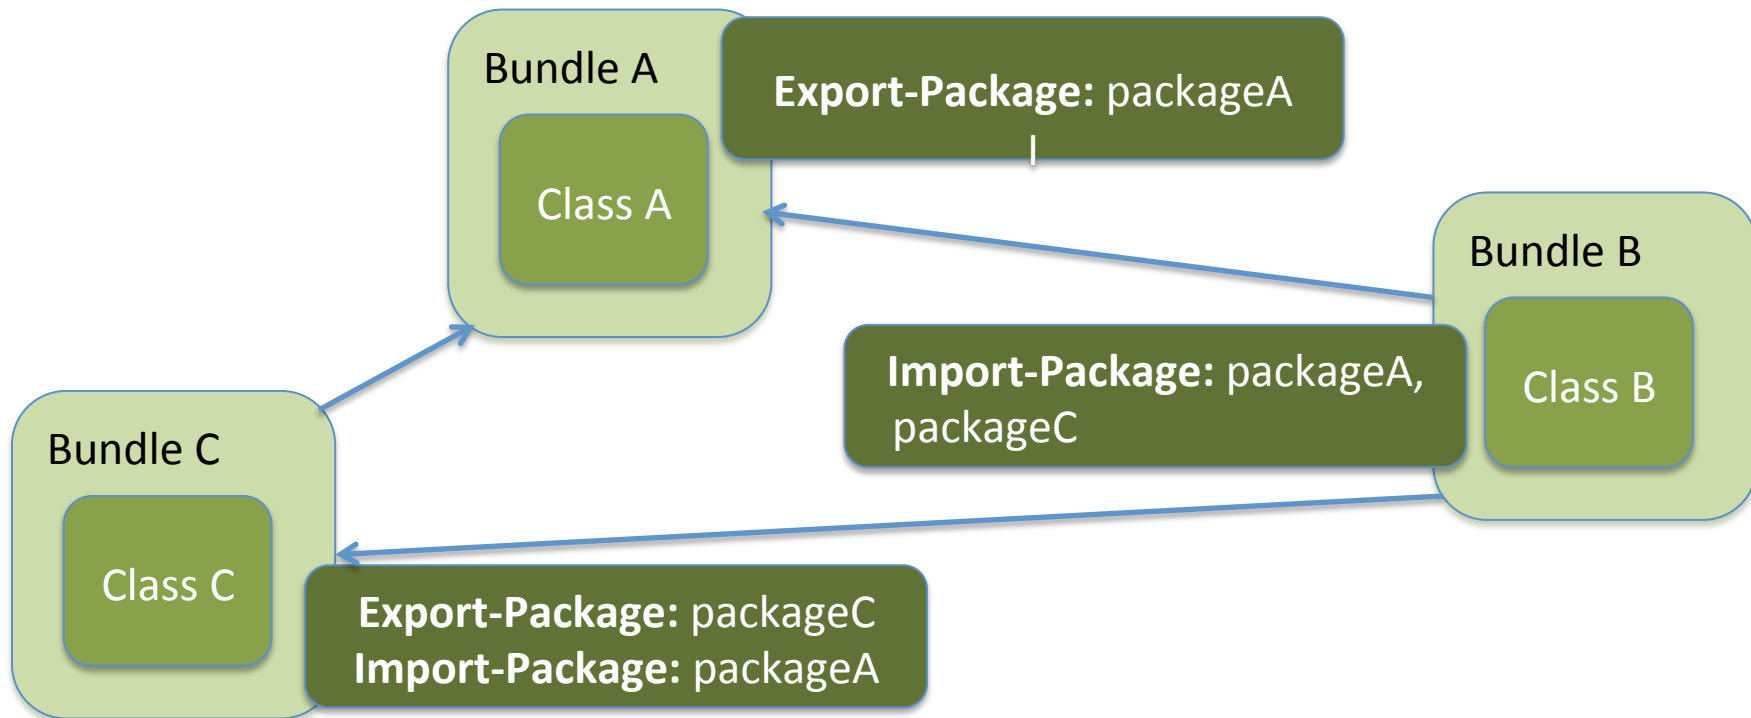 Bundle A
Export-Package: packageA
I
Class A
Bundle B
Import-Package: packageA,
packageC
Class B
Bundle C
Class C
Export-Package: packageC
Import-Package: packageA